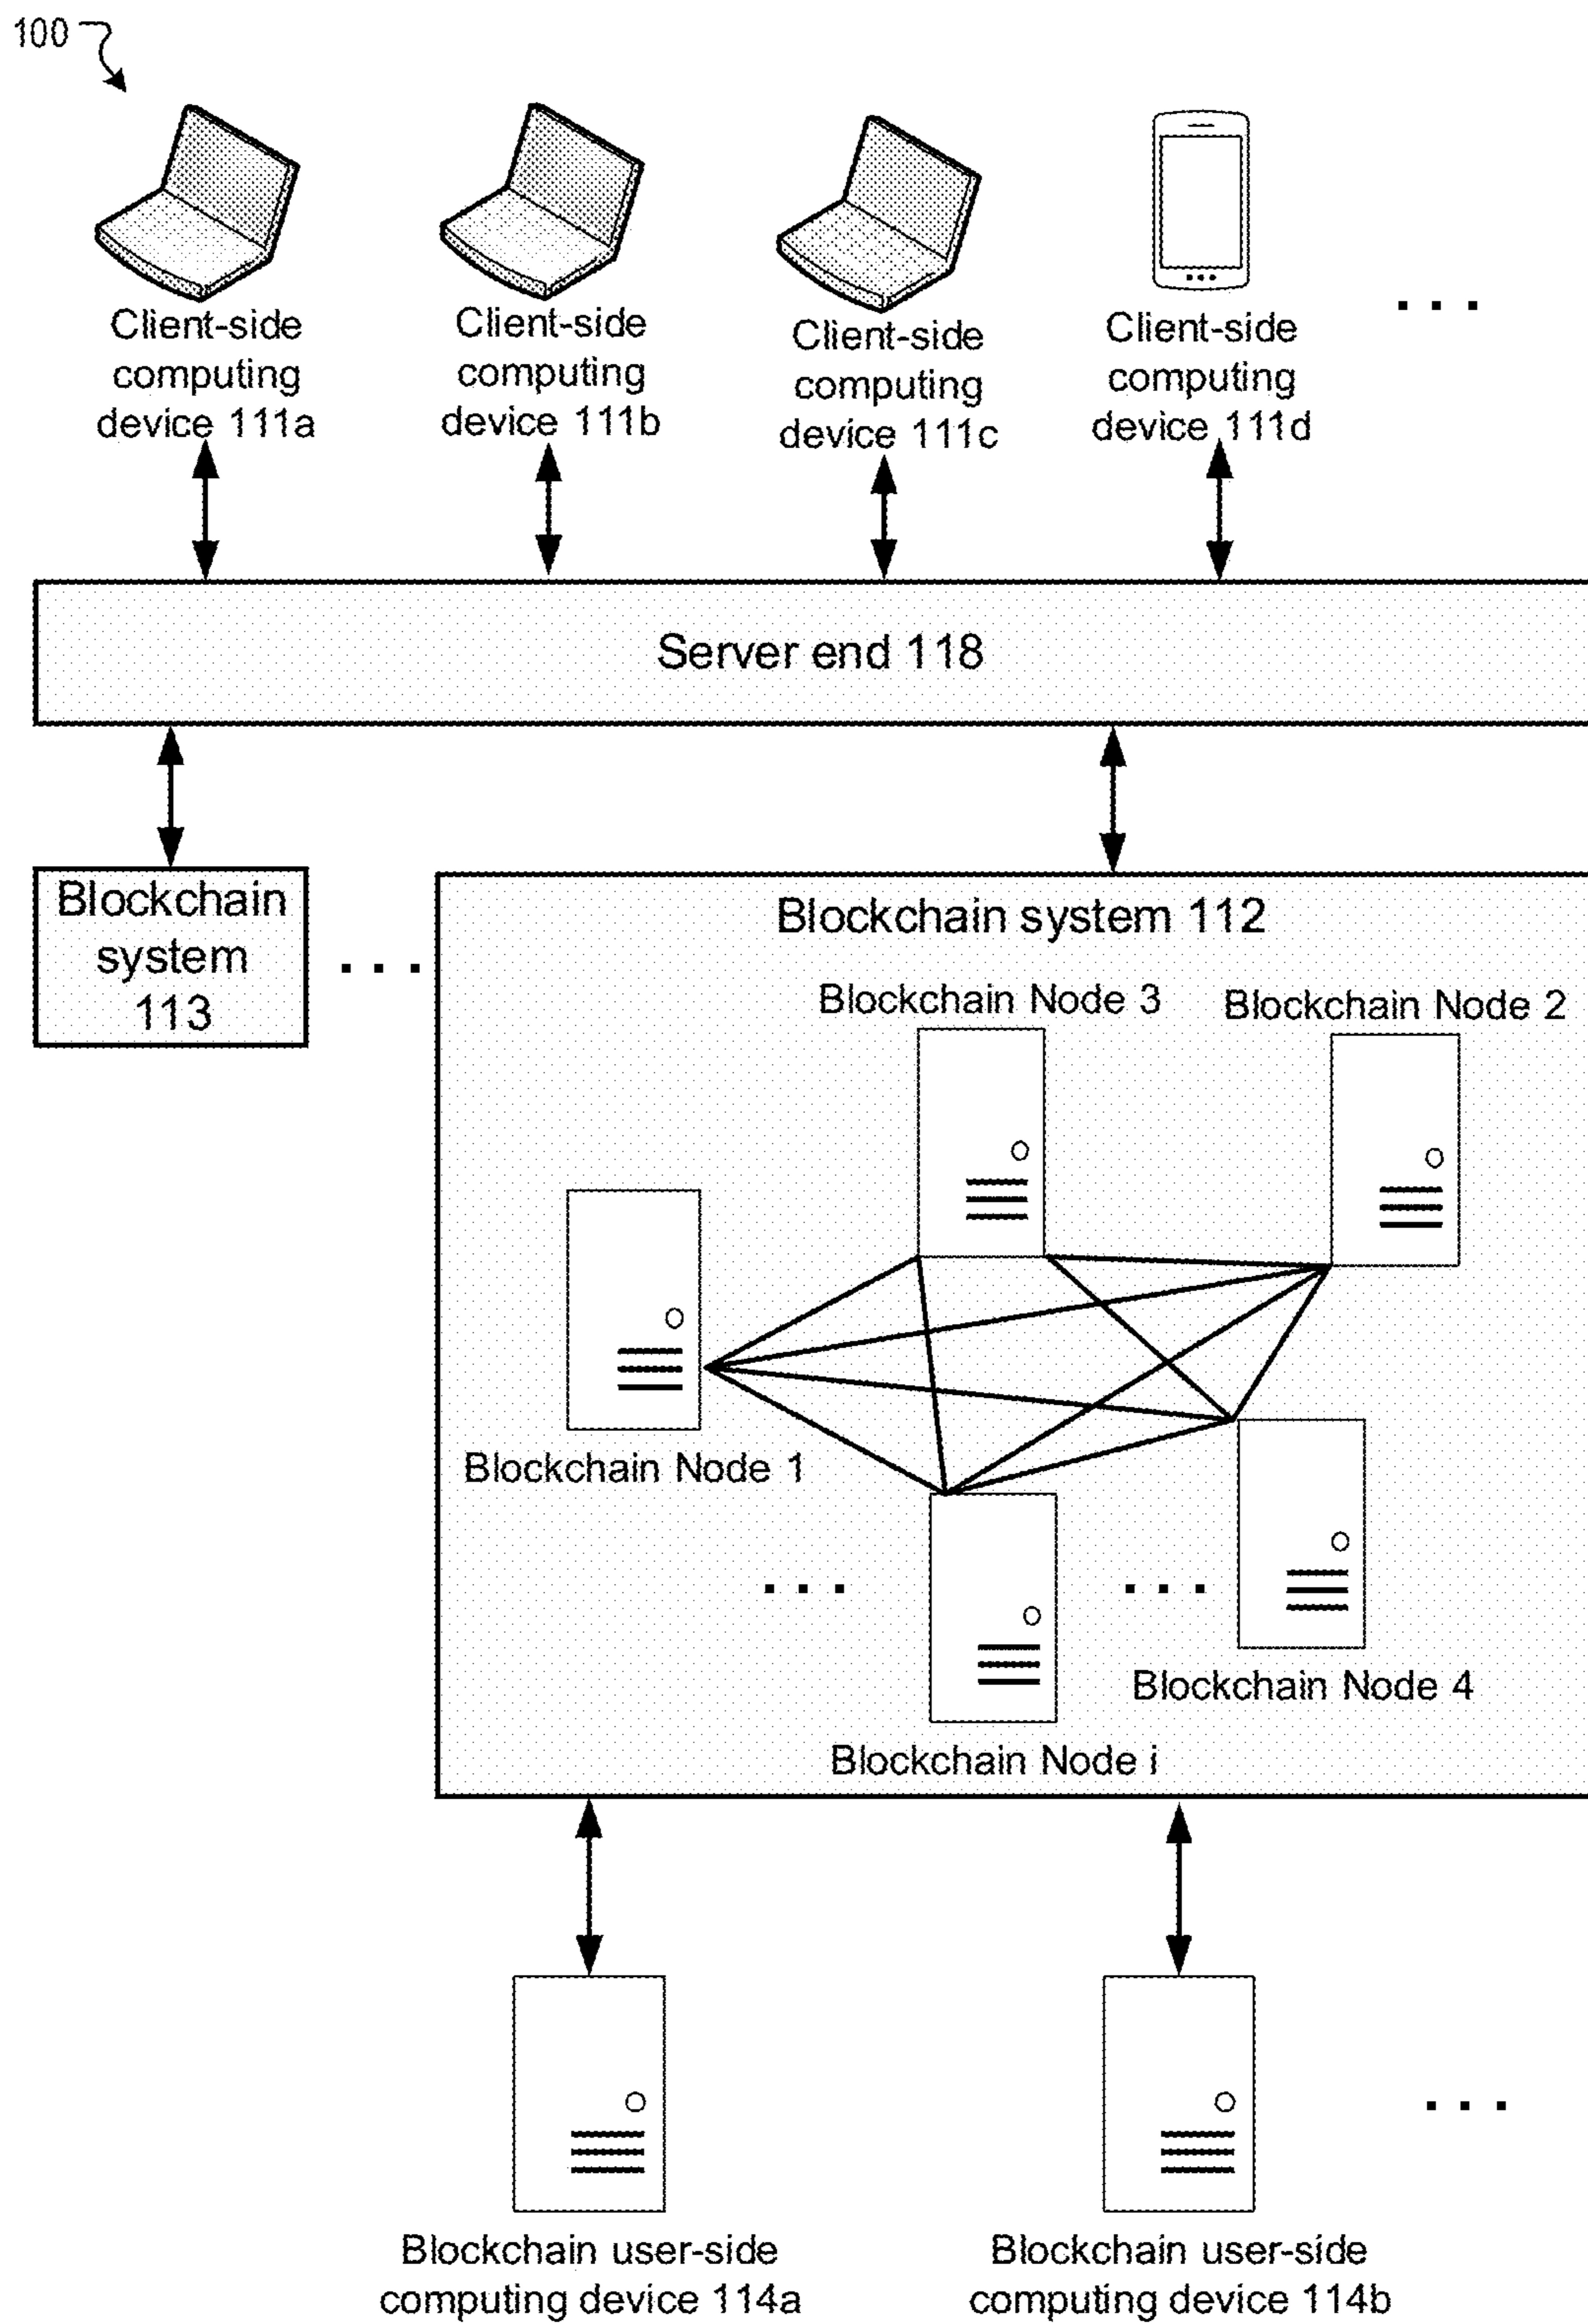 100
Client-side
computing
device 111a
Client-side
computing
device 111b
Client-side
computing
device 111c
Client-side
computing
device 111d
. . .
Server end 118
Blockchain
system
113
. . .
Blockchain system 112
Blockchain Node 3
Blockchain Node 2
Blockchain Node 1
. . .
. . .
Blockchain Node 4
Blockchain Node i
. . .
Blockchain user-side
computing device 114a
Blockchain user-side
computing device 114b